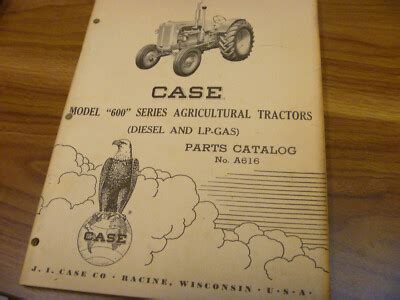 CASE
MODEL "600" SERIES AGRICULTURAL TRACTORS
(DIESEL AND LP-GAS)
PARTS CATALOG
No. A616
CASE
J. I. CASE CO · RACINE, WISCONSIN · U·S·A·